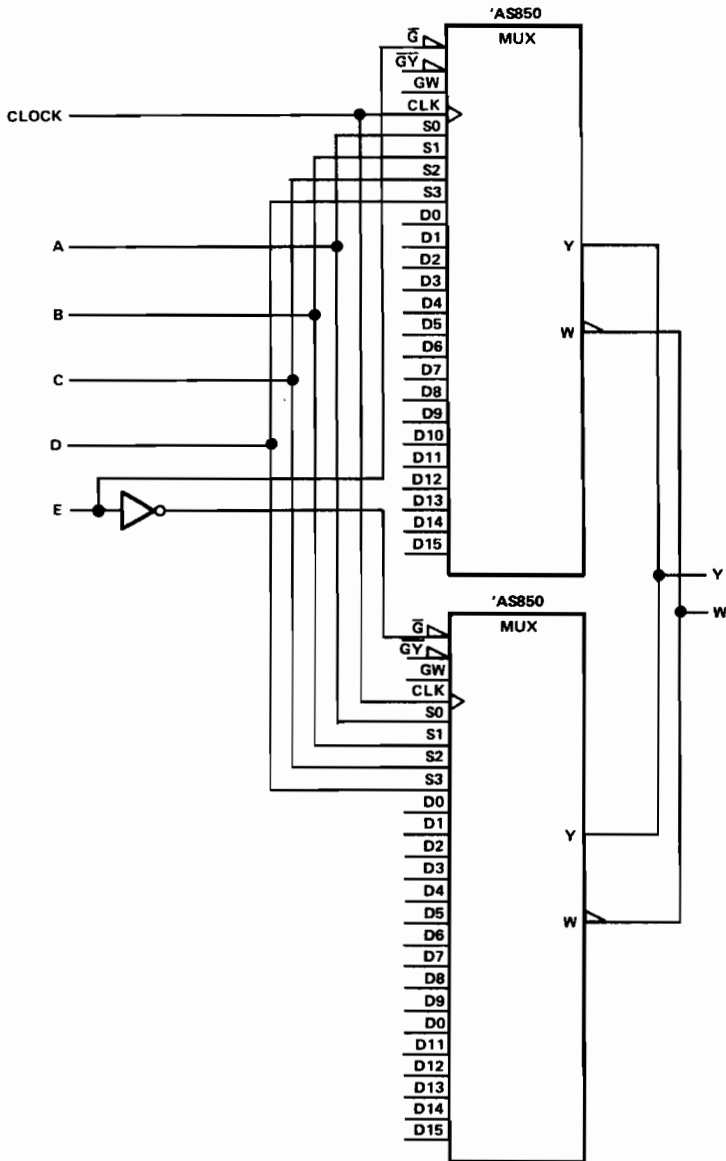 'AS850
MUX
G̅
G̅Y̅
GW
CLK
S0
S1
S2
S3
D0
D1
D2
D3
D4
D5
D6
D7
D8
D9
D10
D11
D12
D13
D14
D15
Y
W
CLOCK
A
B
C
D
E
Y
W
'AS850
MUX
G̅
G̅Y̅
GW
CLK
S0
S1
S2
S3
D0
D1
D2
D3
D4
D5
D6
D7
D8
D9
D0
D11
D12
D13
D14
D15
Y
W